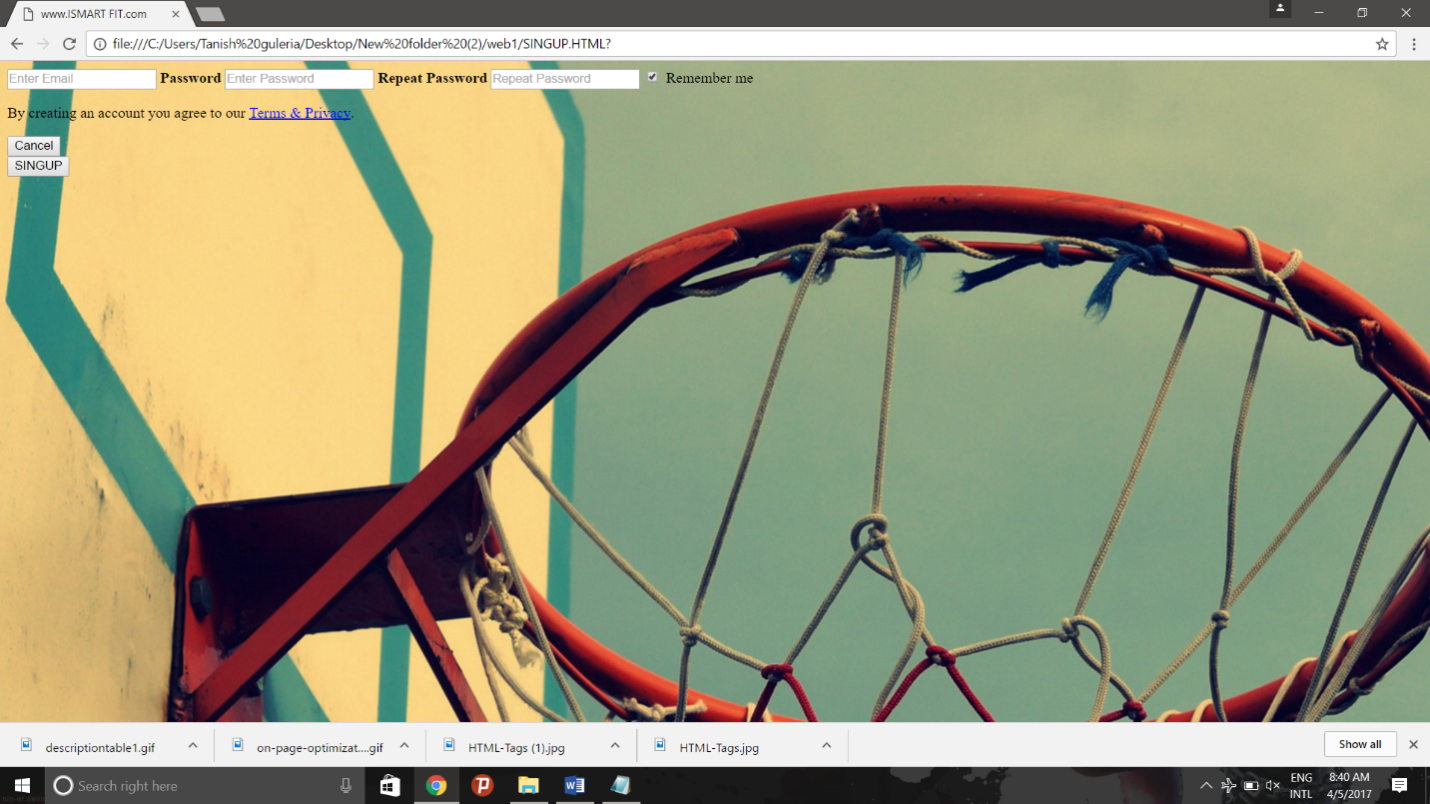 www.ISMART FIT.com
file:///C:/Users/Tanish%20guleria/Desktop/New%20folder%20(2)/web1/SINGUP.HTML?
Enter Email Password Enter Password Repeat Password Repeat Password Remember me
By creating an account you agree to our Terms & Privacy.
Cancel
SINGUP
descriptiontable1.gif on-page-optimizat....gif HTML-Tags (1).jpg HTML-Tags.jpg Show all
Search right here
ENG 8:40 AM
INTL 4/5/2017